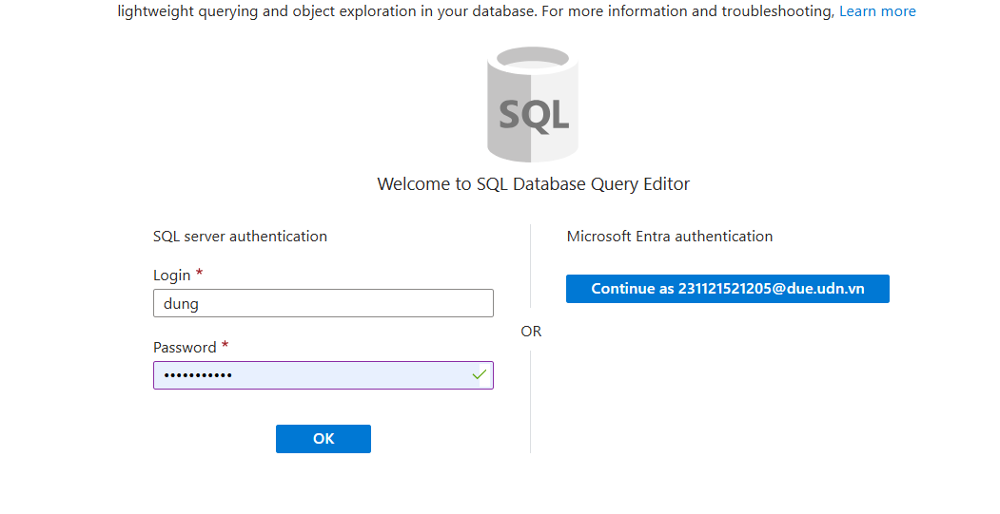 lightweight querying and object exploration in your database. For more information and troubleshooting, Learn more
SQL
Welcome to SQL Database Query Editor
SQL server authentication
Login *
dung
Password *
•••••••••••
OK
OR
Microsoft Entra authentication
Continue as 231121521205@due.udn.vn